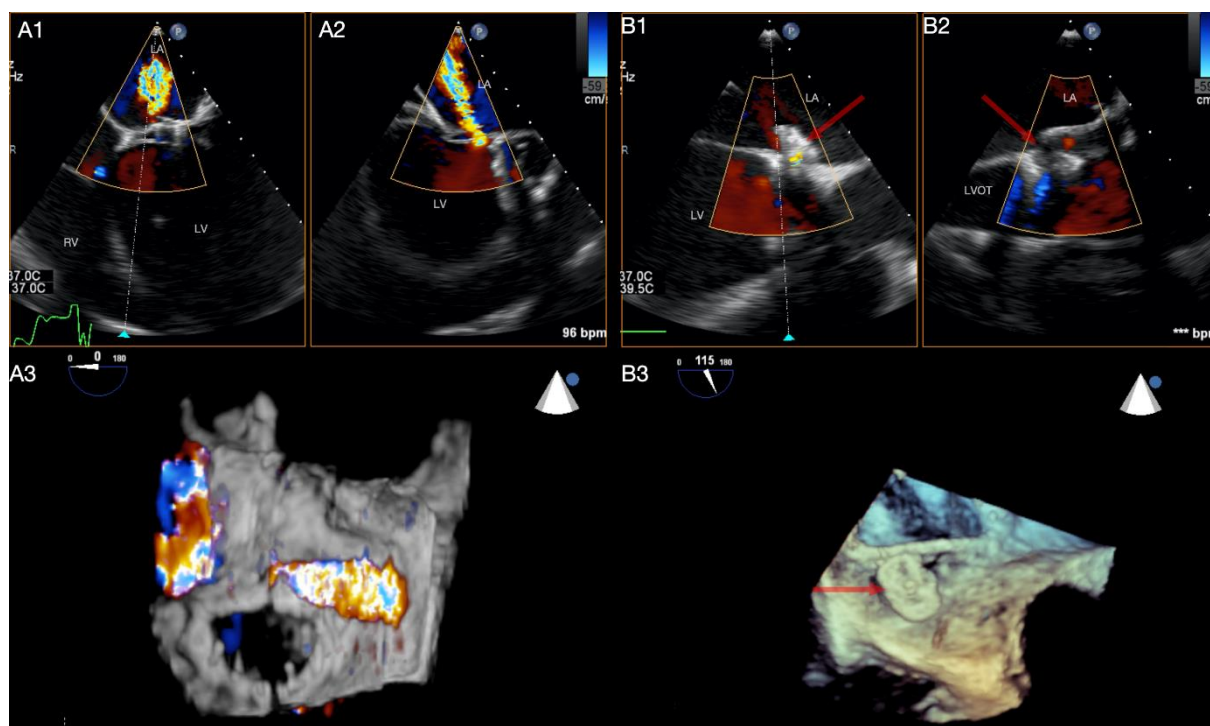 A1
LA
P
z
Hz
R
RV
LV
37.0C
37.0C
A2
LA
P
LV
-59
cm/s
96 bpm
B1
P
z
Hz
LA
R
LV
37.0C
39.5C
B2
P
LA
LVOT
-59
cm/s
*** bpm
A3
0
0 180
B3
115
0 180